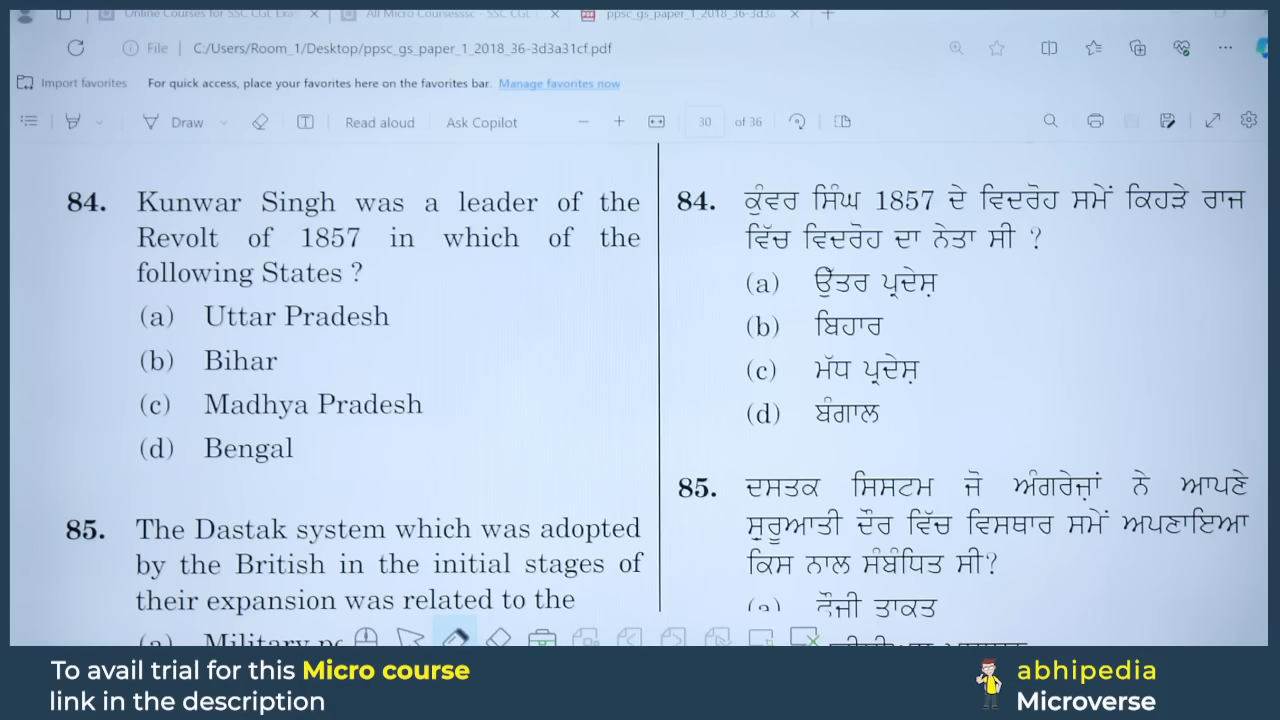 Online Courses for SSC CGL Exa
All Micro Coursesssc - SSC CGL
ppsc_gs_paper_1_2018_36-3d3a
File C:/Users/Room_1/Desktop/ppsc_gs_paper_1_2018_36-3d3a31cf.pdf
Import favorites For quick access, place your favorites here on the favorites bar. Manage favorites now
Draw Read aloud Ask Copilot 30 of 36
84. Kunwar Singh was a leader of the
Revolt of 1857 in which of the
following States ?
(a) Uttar Pradesh
(b) Bihar
(c) Madhya Pradesh
(d) Bengal
85. The Dastak system which was adopted
by the British in the initial stages of
their expansion was related to the
(a) Military
84. ਕੁੰਵਰ ਸਿੰਘ 1857 ਦੇ ਵਿਦਰੋਹ ਸਮੇਂ ਕਿਹੜੇ ਰਾਜ
ਵਿੱਚ ਵਿਦਰੋਹ ਦਾ ਨੇਤਾ ਸੀ ?
(a) ਉੱਤਰ ਪ੍ਰਦੇਸ਼
(b) ਬਿਹਾਰ
(c) ਮੱਧ ਪ੍ਰਦੇਸ਼
(d) ਬੰਗਾਲ
85. ਦਸਤਕ ਸਿਸਟਮ ਜੋ ਅੰਗਰੇਜ਼ਾਂ ਨੇ ਆਪਣੇ
ਸ਼ੁਰੂਆਤੀ ਦੌਰ ਵਿੱਚ ਵਿਸਥਾਰ ਸਮੇਂ ਅਪਣਾਇਆ
ਕਿਸ ਨਾਲ ਸੰਬੰਧਿਤ ਸੀ?
(a) ਫੌਜੀ ਤਾਕਤ
To avail trial for this Micro course
link in the description
abhipedia
Microverse